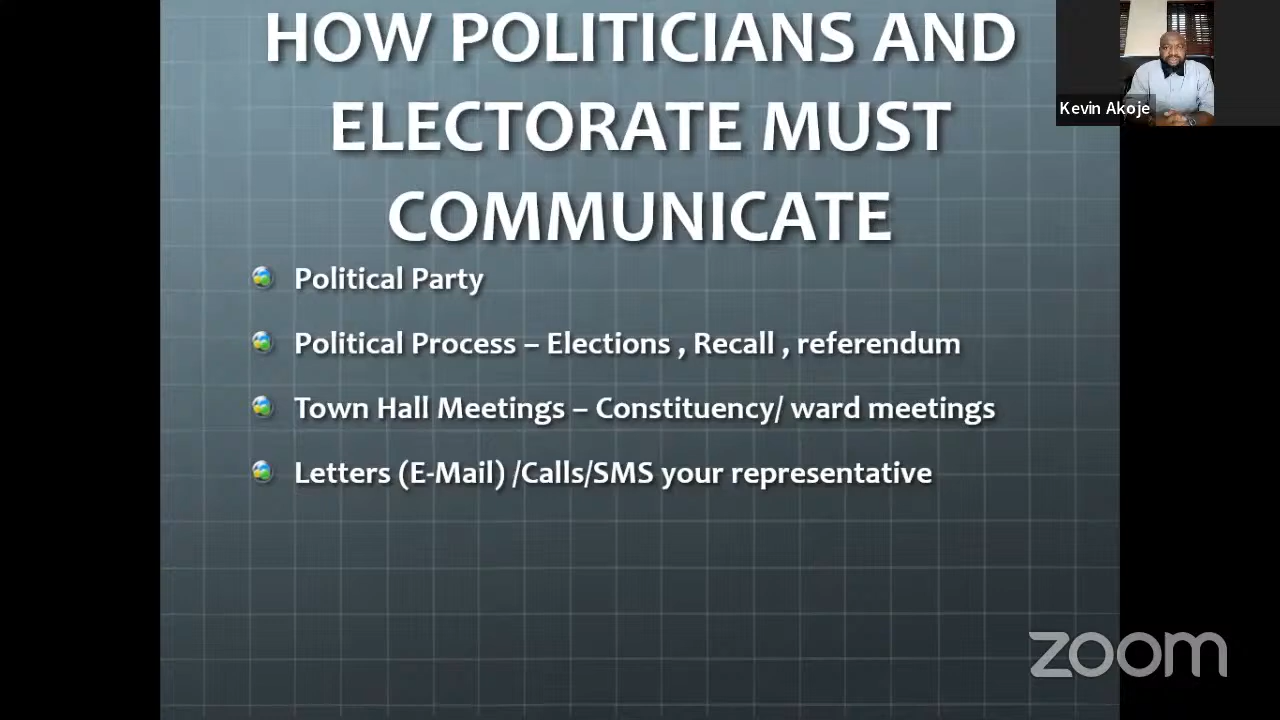 HOW POLITICIANS AND
ELECTORATE MUST
COMMUNICATE
Kevin Akoje
Political Party
Political Process – Elections , Recall , referendum
Town Hall Meetings – Constituency/ ward meetings
Letters (E-Mail) /Calls/SMS your representative
zoom